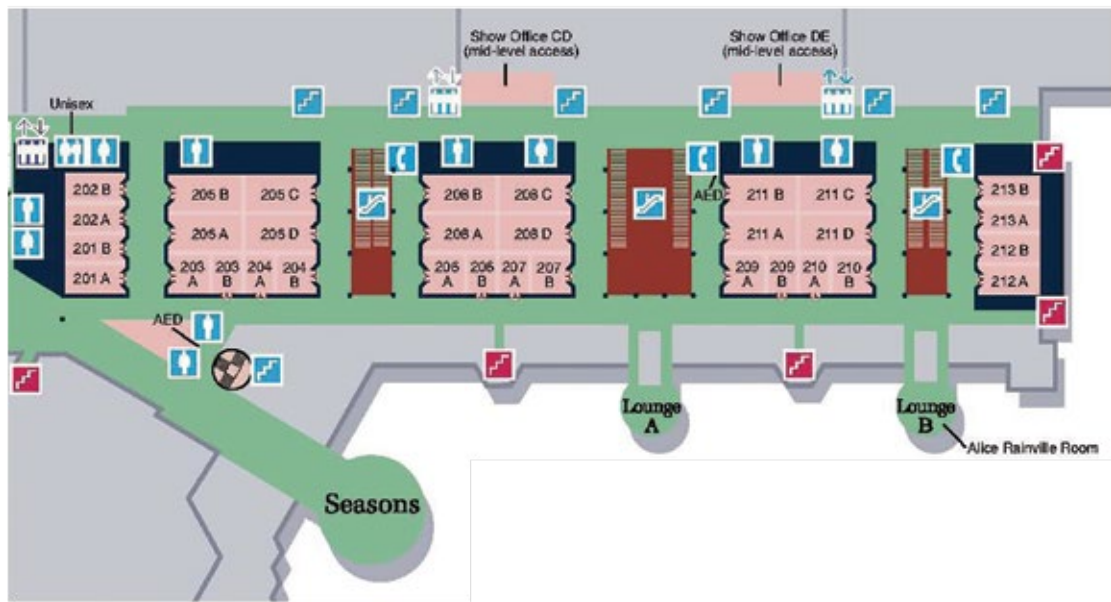 Show Office CD
(mid-level access)
Show Office DE
(mid-level access)
Unisex
202 B
202 A
201 B
201 A
205 B
205 C
205 A
205 D
203
A
203
B
204
A
204
B
208 B
208 C
208 A
208 D
206
A
206
B
207
A
207
B
AED
211 B
211 C
211 A
211 D
209
A
209
B
210
A
210
B
213 B
213 A
212 B
212 A
AED
Lounge
A
Lounge
B
Alice Rainville Room
Seasons